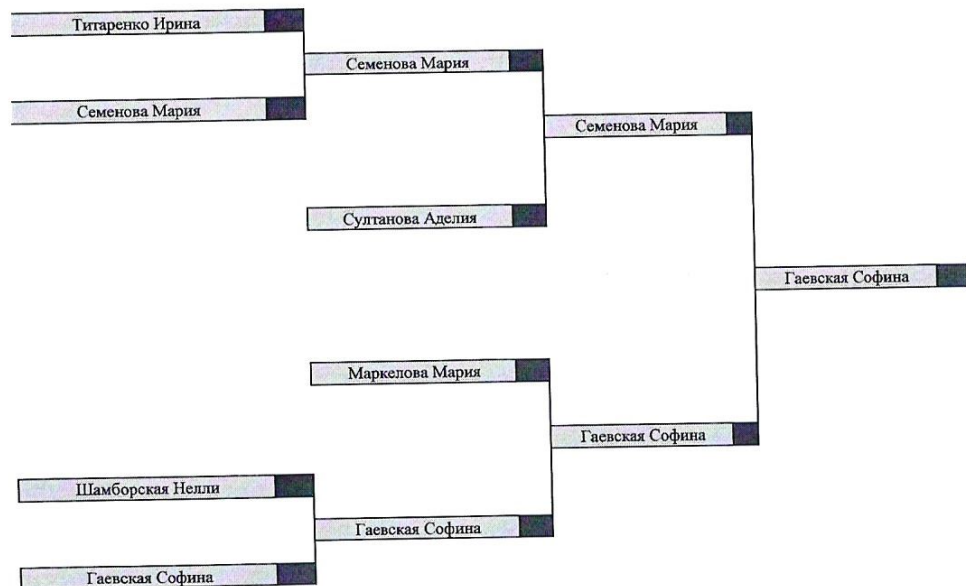 Титаренко Ирина
Семенова Мария
Семенова Мария
Семенова Мария
Султанова Аделия
Гаевская Софина
Маркелова Мария
Гаевская Софина
Шамборская Нелли
Гаевская Софина
Гаевская Софина